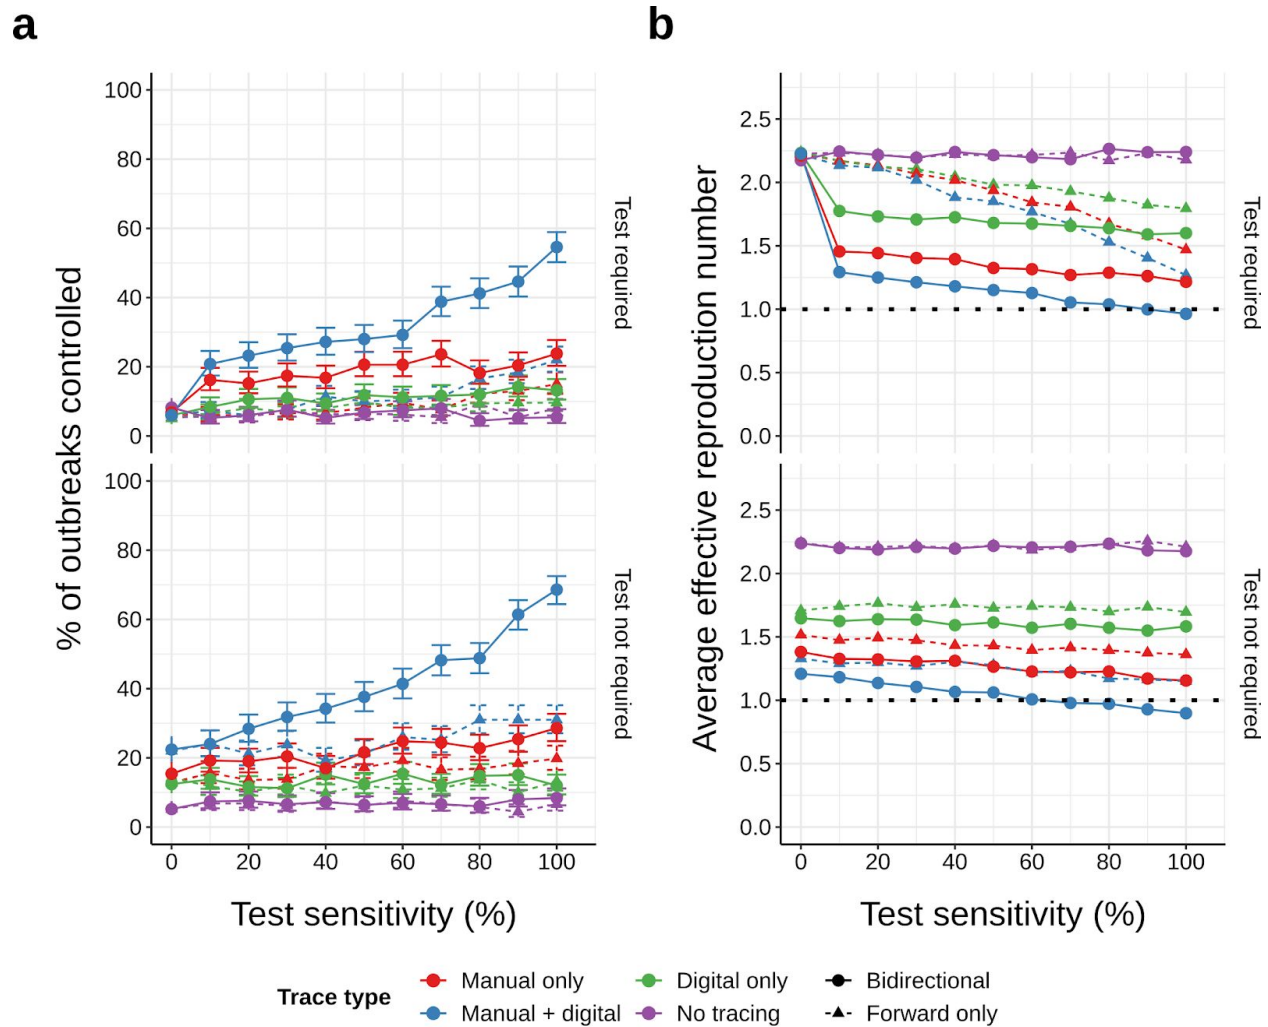 a
b
% of outbreaks controlled
100
80
60
40
20
0
Test required
100
80
60
40
20
0
Test not required
0 20 40 60 80 100
Test sensitivity (%)
Average effective reproduction number
2.5
2.0
1.5
1.0
0.5
0.0
Test required
2.5
2.0
1.5
1.0
0.5
0.0
Test not required
0 20 40 60 80 100
Test sensitivity (%)
Trace type
Manual only
Digital only
Bidirectional
Manual + digital
No tracing
Forward only